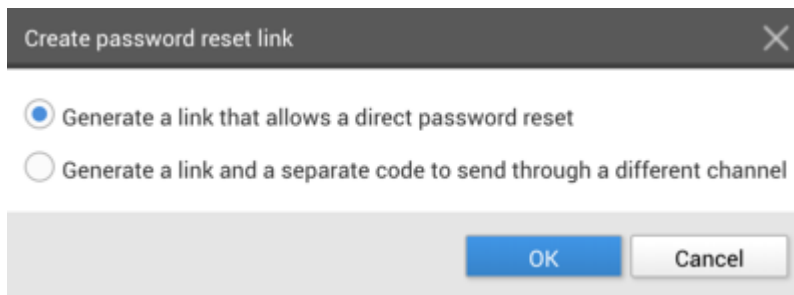 Create password reset link
Generate a link that allows a direct password reset
Generate a link and a separate code to send through a different channel
OK
Cancel